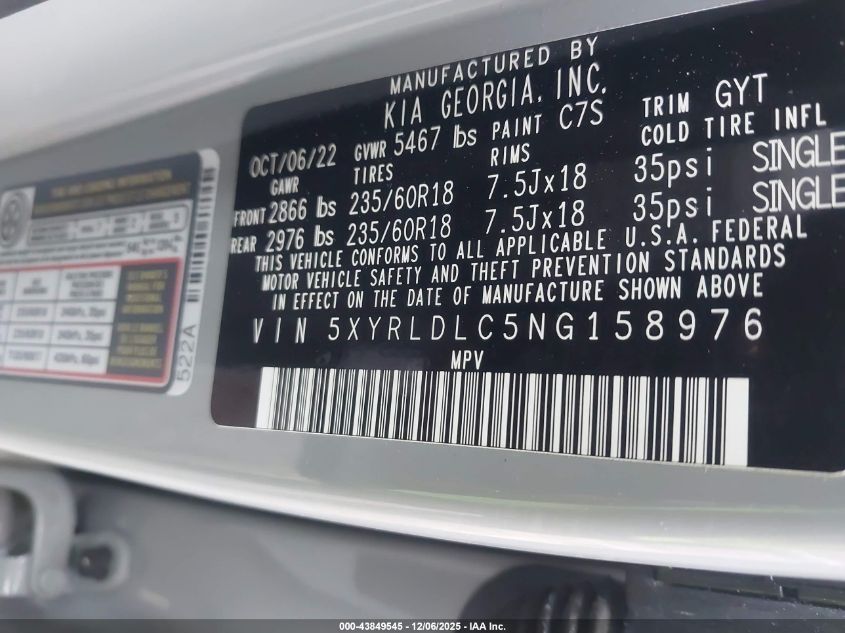 MANUFACTURED BY
KIA GEORGIA, INC.
OCT/06/22 GVWR 5467 lbs PAINT C7S TRIM GYT
GAWR TIRES RIMS COLD TIRE INFL
FRONT 2866 lbs 235/60R18 7.5Jx18 35psi SINGLE
REAR 2976 lbs 235/60R18 7.5Jx18 35psi SINGLE
THIS VEHICLE CONFORMS TO ALL APPLICABLE U.S.A. FEDERAL
MOTOR VEHICLE SAFETY AND THEFT PREVENTION STANDARDS
IN EFFECT ON THE DATE OF MANUFACTURE SHOWN ABOVE
VIN 5XYRLDLC5NG158976
MPV
522A
000-43849545 - 12/06/2025 - IAA Inc.